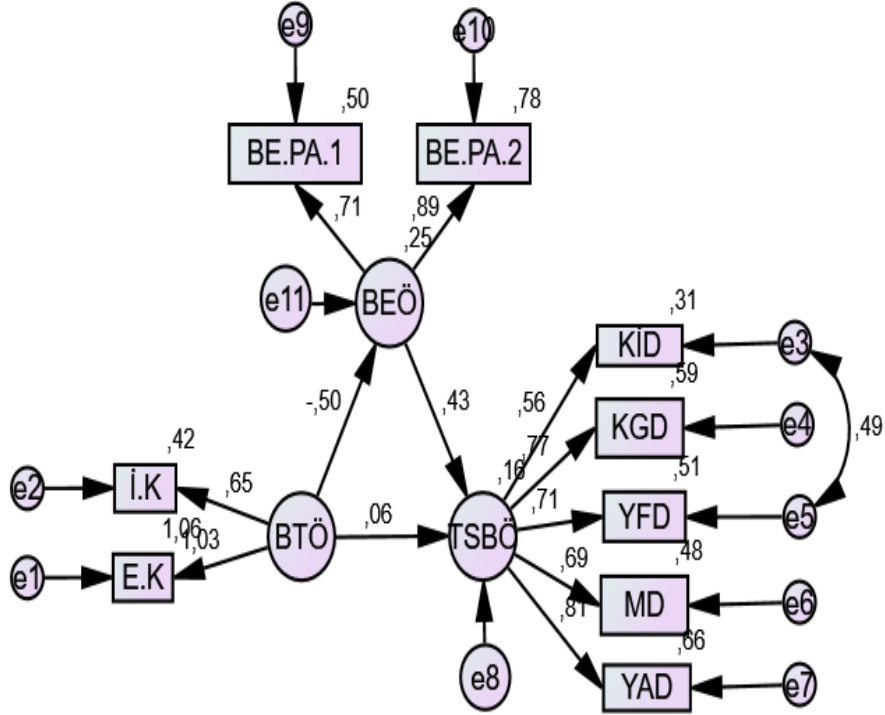 e9
e10
,50
,78
BE.PA.1
BE.PA.2
,71
,89
,25
e11
BEÖ
,31
KİD
e3
,59
-,50
,43
,56
KGD
e4
,49
,77
,42
,16
,51
e2
İ.K
,65
,71
YFD
e5
1,06
1,03
BTÖ
,06
TSBÖ
,48
e1
E.K
,69
MD
e6
,81
,66
e8
YAD
e7